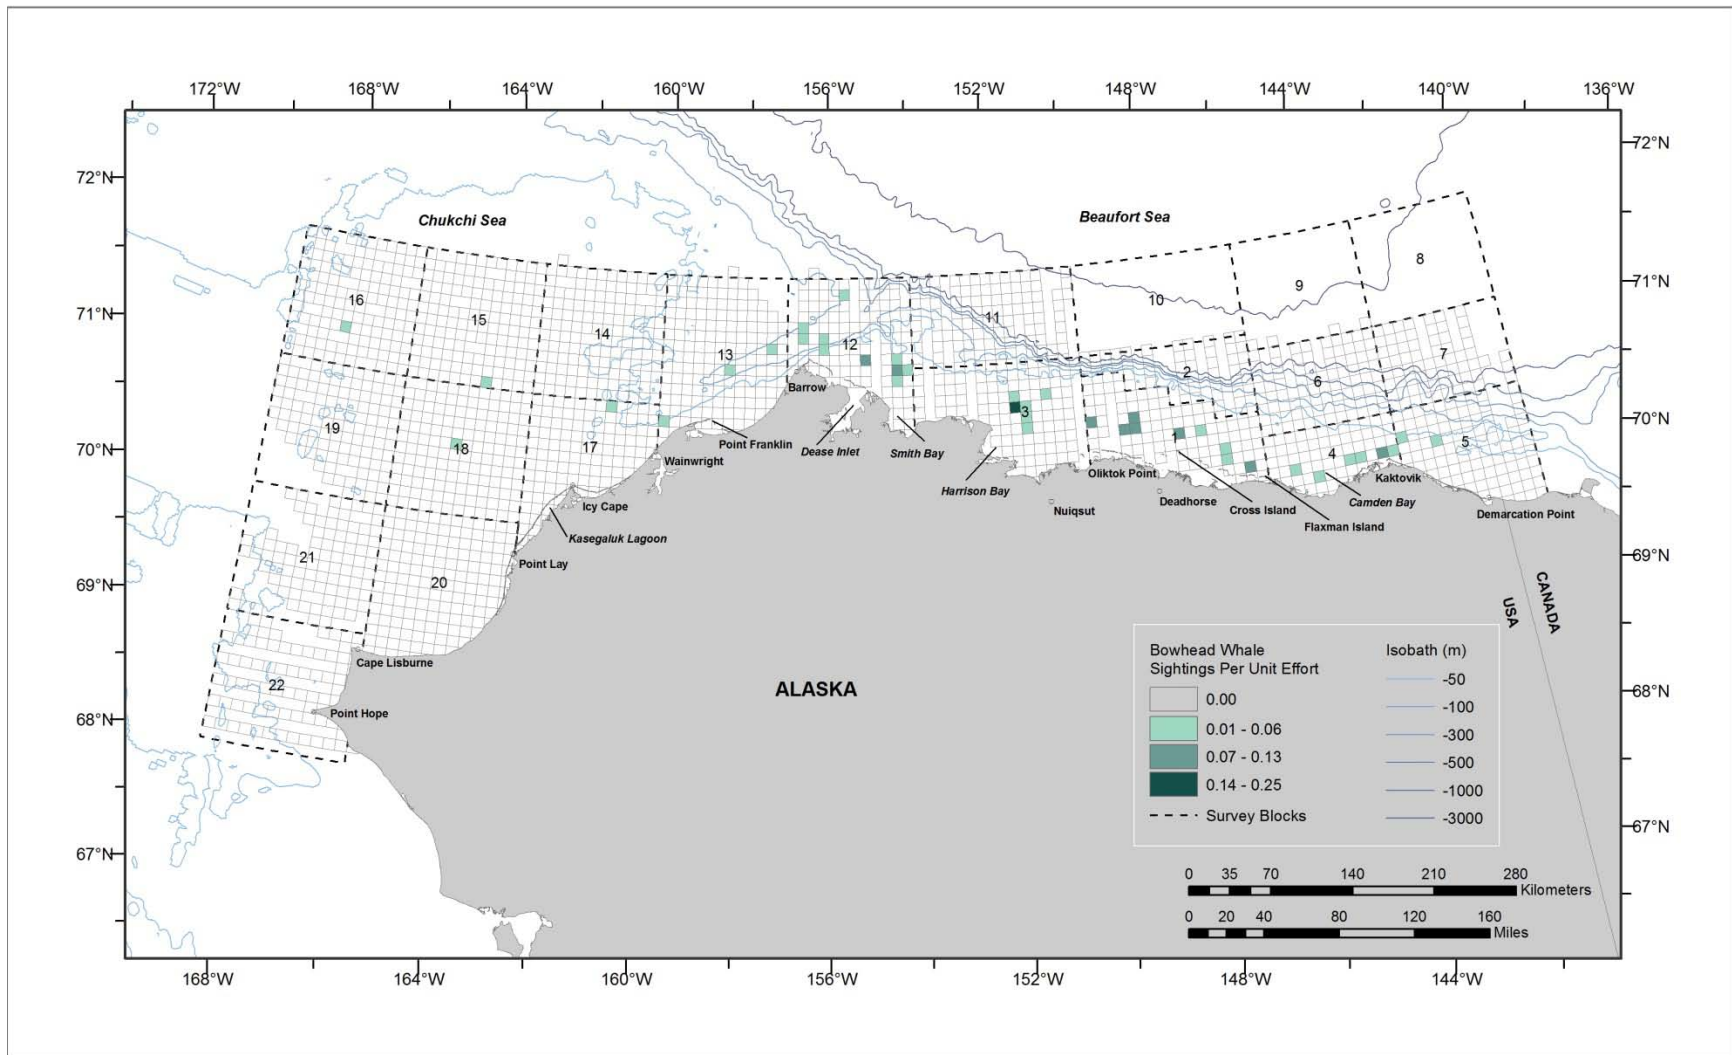 172°W 168°W 164°W 160°W 156°W 152°W 148°W 144°W 140°W 136°W
72°N
72°N
Chukchi Sea
Beaufort Sea
8
9
10
16
15
14
13
12
11
2
7
6
71°N
71°N
19
18
17
3
1
4
5
70°N
70°N
Barrow
Point Franklin
Wainwright
Dease Inlet
Smith Bay
Harrison Bay
Oliktok Point
Kaktovik
Icy Cape
Kasegaluk Lagoon
Nuiqsut
Deadhorse
Cross Island
Camden Bay
Flaxman Island
Demarcation Point
21
20
Point Lay
69°N
69°N
USA
CANADA
22
Cape Lisburne
Point Hope
ALASKA
68°N
68°N
67°N
67°N
Bowhead Whale
Sightings Per Unit Effort
0.00
0.01 - 0.06
0.07 - 0.13
0.14 - 0.25
Survey Blocks
Isobath (m)
-50
-100
-300
-500
-1000
-3000
0 35 70 140 210 280
Kilometers
0 20 40 80 120 160
Miles
168°W 164°W 160°W 156°W 152°W 148°W 144°W